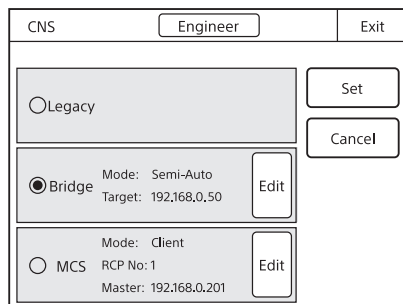 CNS Engineer Exit
Legacy
Set
Cancel
Bridge
Mode: Semi-Auto
Target: 192.168.0.50
Edit
MCS
Mode: Client
RCP No: 1
Master: 192.168.0.201
Edit